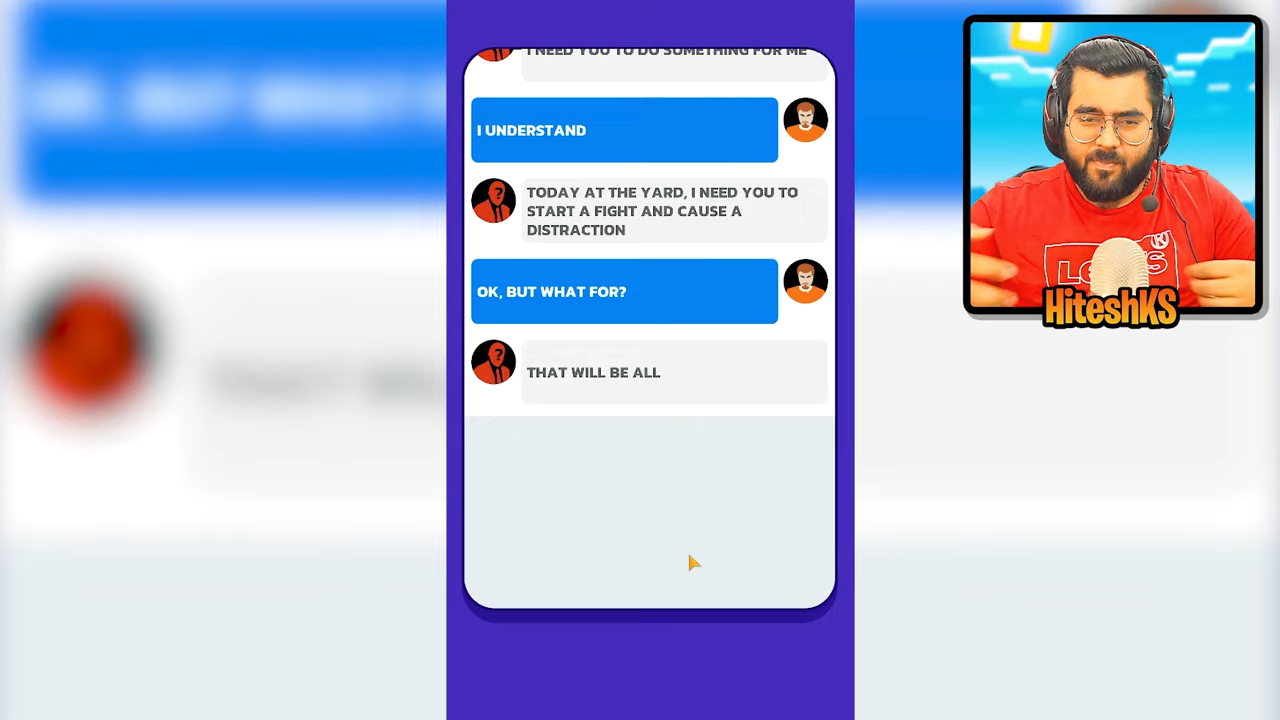 I NEED YOU TO DO SOMETHING FOR ME
I UNDERSTAND
TODAY AT THE YARD, I NEED YOU TO
START A FIGHT AND CAUSE A
DISTRACTION
OK, BUT WHAT FOR?
THAT WILL BE ALL
HiteshKS